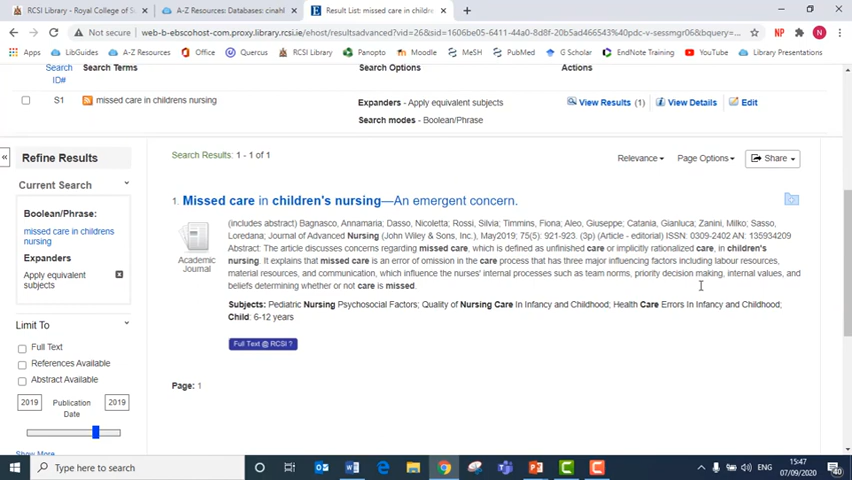 RCSI Library - Royal College of S
A-Z Resources: Databases: cinahl
Result List: missed care in childre
Not secure | web-b-ebscohost-com.proxy.library.rcsi.ie/ehost/resultsadvanced?vid=26&sid=1606be05-6411-444a-90a0-8d8f-20b5ad466543%40pdc-v-sessmgr06&bquery=...
Apps LibGuides A-Z Resources Office Quercus RCSI Library Panopto Moodle MeSH PubMed G Scholar EndNote Training YouTube Library Presentations
Search ID# Search Terms Search Options Actions
S1 missed care in childrens nursing Expanders - Apply equivalent subjects View Results (1) View Details Edit
Search modes - Boolean/Phrase
Refine Results
Search Results: 1 - 1 of 1 Relevance Page Options Share
Current Search
Boolean/Phrase:
missed care in childrens
nursing
Expanders
Apply equivalent
subjects
Limit To
Full Text
References Available
Abstract Available
2019 Publication Date 2019
Show More
1. Missed care in children's nursing—An emergent concern.
Academic
Journal
(includes abstract) Bagnasco, Annamaria; Dasso, Nicoletta; Rossi, Silvia; Timmins, Fiona; Aleo, Giuseppe; Catania, Gianluca; Zanini, Milko; Sasso,
Loredana; Journal of Advanced Nursing (John Wiley & Sons, Inc.), May2019; 75(5): 921-923. (3p) (Article - editorial) ISSN: 0309-2402 AN: 135934209
Abstract: The article discusses concerns regarding missed care, which is defined as unfinished care or implicitly rationalized care, in children's
nursing. It explains that missed care is an error of omission in the care process that has three major influencing factors including labour resources,
material resources, and communication, which influence the nurses' internal processes such as team norms, priority decision making, internal values, and
beliefs determining whether or not care is missed.
Subjects: Pediatric Nursing Psychosocial Factors; Quality of Nursing Care In Infancy and Childhood; Health Care Errors In Infancy and Childhood;
Child: 6-12 years
Full Text @ RCSI ?
Page: 1
Type here to search
ENG
15:47
07/09/2020
40